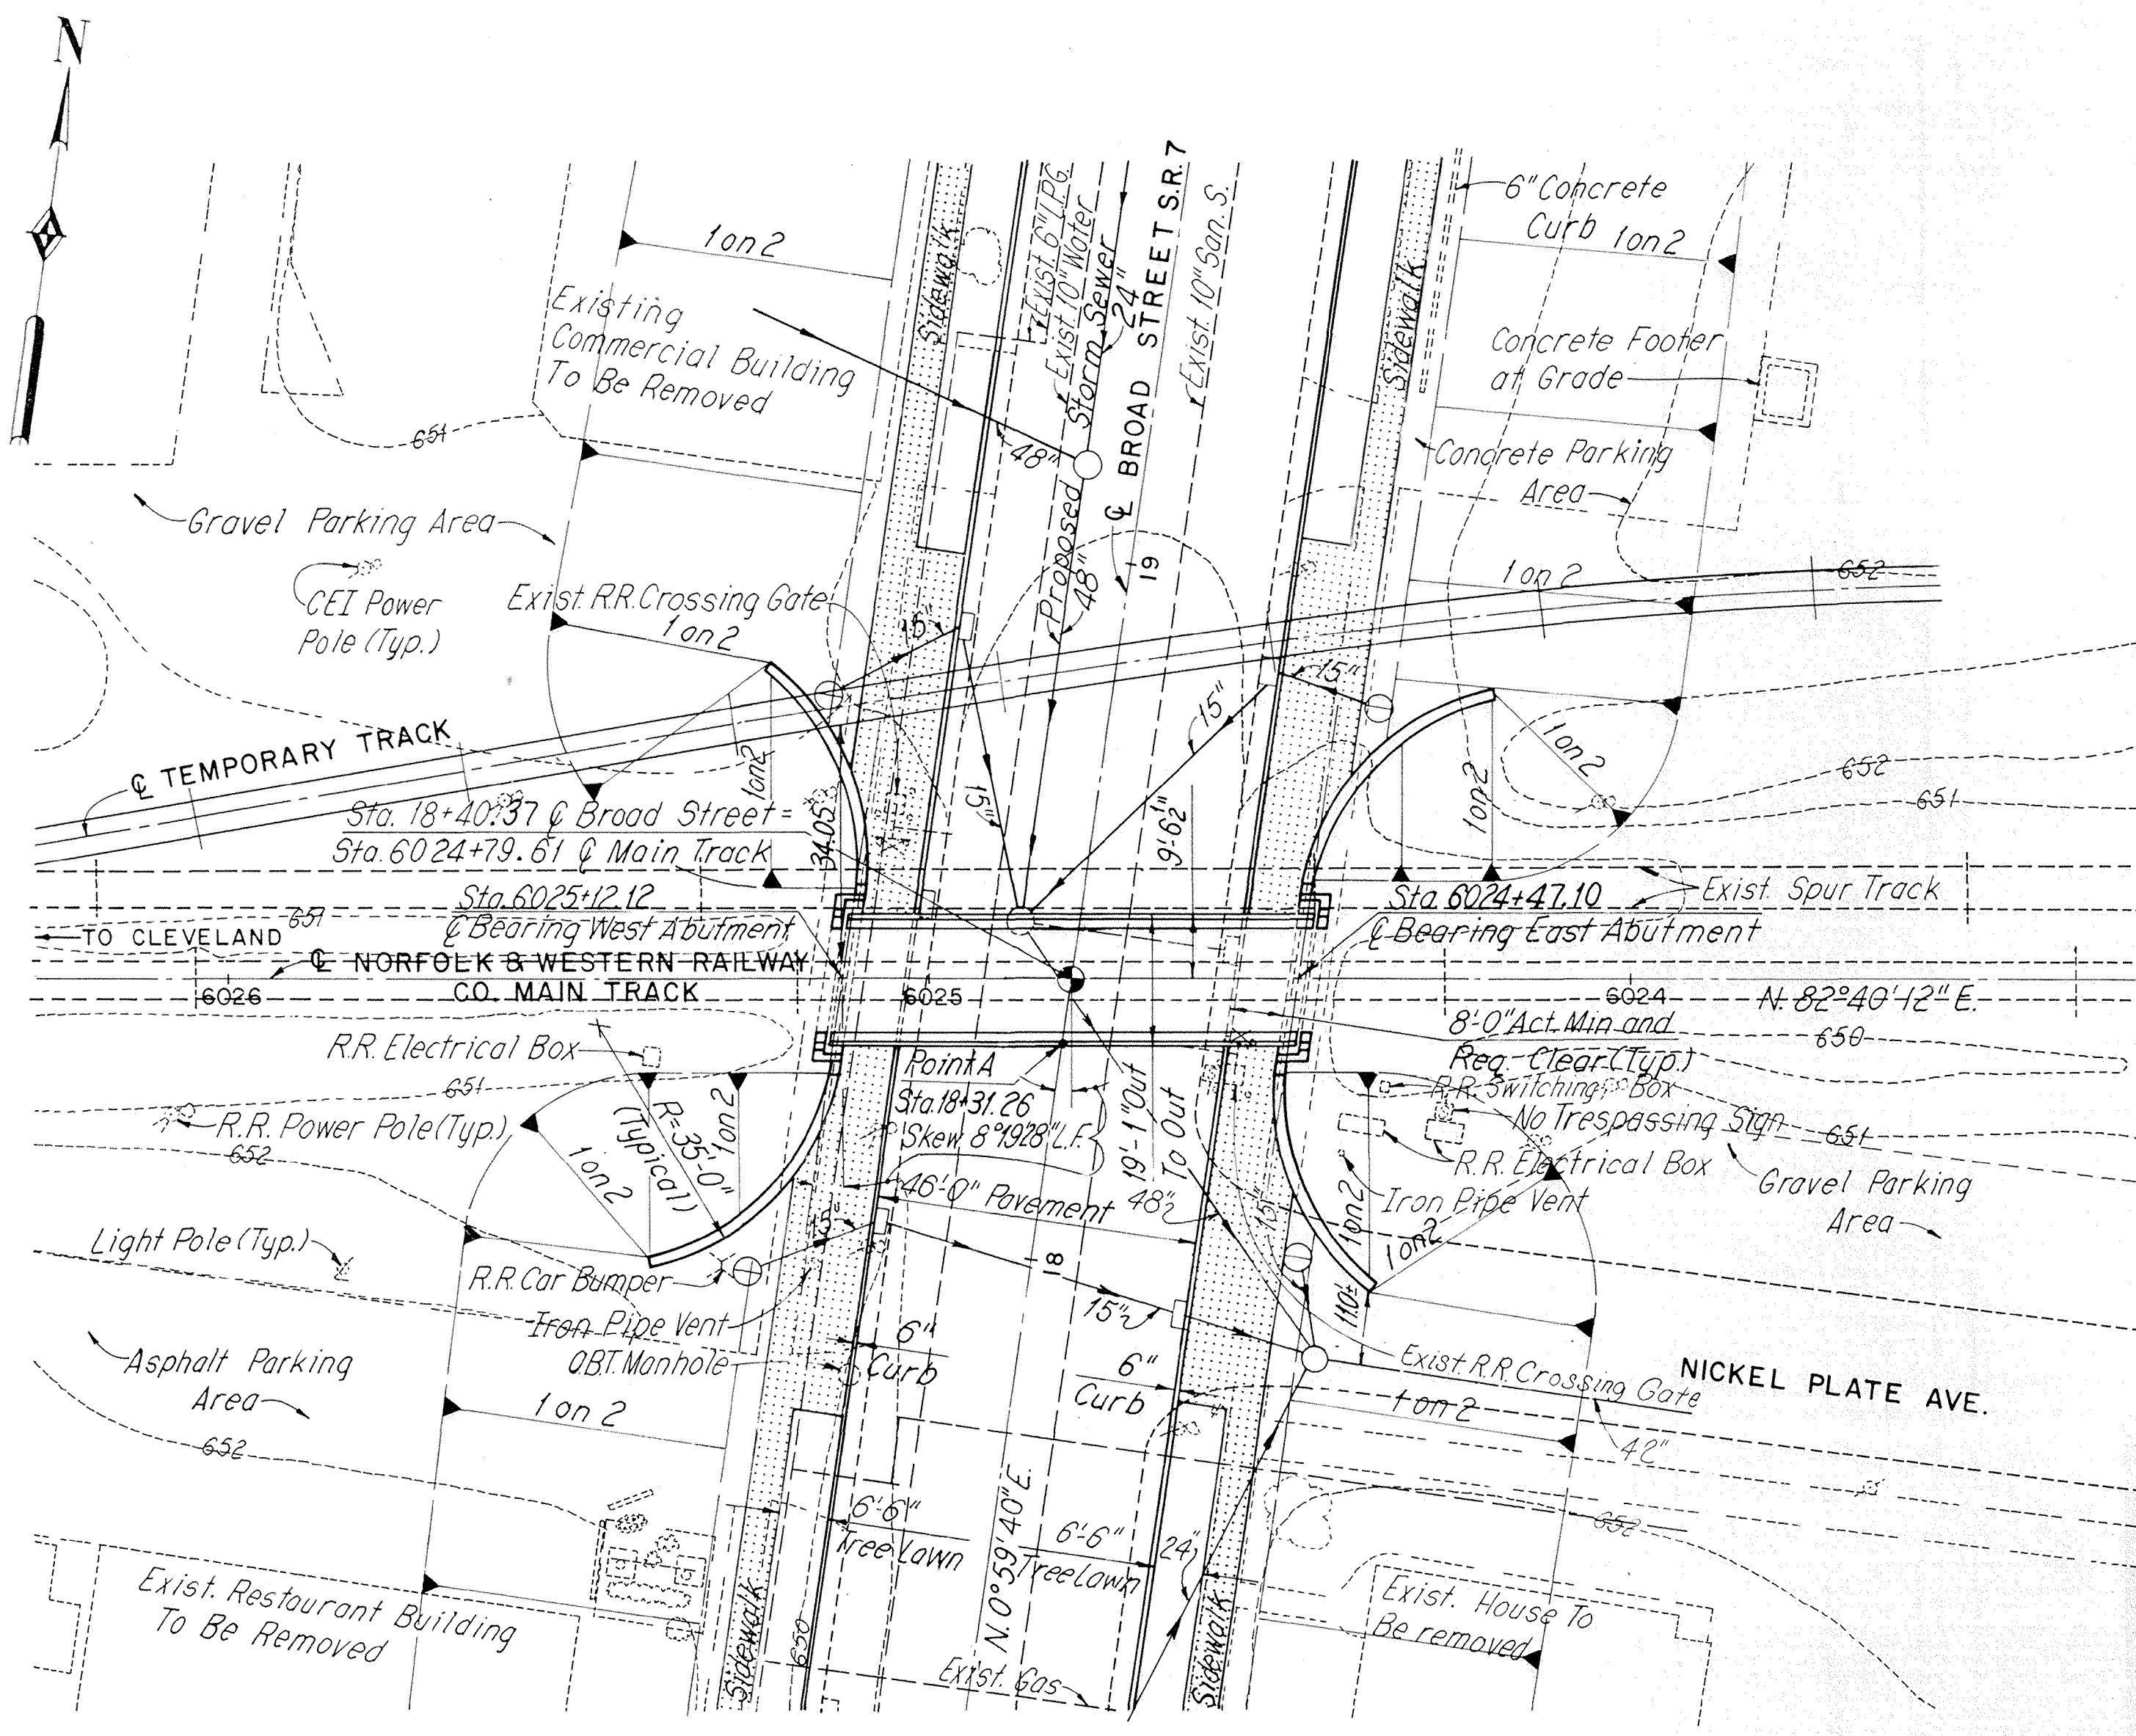 N
6" Concrete
Curb
1 on 2
1 on 2
Sidewalk
Exist. 6" LPG.
Exist. 10" Water
Storm Sewer
24"
℄ BROAD STREET S.R. 7
Exist. 10" San. S.
Sidewalk
Existing
Commercial Building
To Be Removed
Concrete Footer
at Grade
651
48"
Concrete Parking
Area
Gravel Parking Area
Proposed
48"
19
CEI Power
Pole (Typ.)
Exist. R.R. Crossing Gate
1 on 2
15"
1 on 2
652
15"
15"
℄ TEMPORARY TRACK
1 on 2
1 on 2
1 on 2
652
651
15"
9'-6½"
34.05'
Sta. 18+40.37 ℄ Broad Street =
Sta. 6024+79.61 ℄ Main Track
Sta. 6025+12.12
℄ Bearing West Abutment
Sta. 6024+47.10
℄ Bearing East Abutment
Exist. Spur Track
651
TO CLEVELAND
℄ NORFOLK & WESTERN RAILWAY
CO. MAIN TRACK
6026
6025
6024
N. 82°40'12" E.
8'-0" Act. Min and
Req. Clear (Typ.)
650
R.R. Electrical Box
Point A
Sta. 18+31.26
Skew 8°19'28" L.F.
R.R. Switching Box
No Trespassing Sign
651
R.R. Electrical Box
Iron Pipe Vent
Gravel Parking
Area
651
R.R. Power Pole (Typ.)
652
1 on 2
R=35'-0"
(Typical)
1 on 2
19'-1" Out
To Out
46'-0" Pavement
48"
15"
1 on 2
1 on 2
11.0'±
Light Pole (Typ.)
R.R. Car Bumper
15"
18
15"
Iron Pipe Vent
O.B.T. Manhole
6"
Curb
6"
Curb
Exist. R.R. Crossing Gate
NICKEL PLATE AVE.
Asphalt Parking
Area
1 on 2
1 on 2
42"
652
6'-6"
Tree Lawn
N. 0°59'40" E.
6'-6"
Tree Lawn
24"
652
Exist. Restaurant Building
To Be Removed
Sidewalk
650
Exist. Gas
Sidewalk
Exist. House To
Be removed